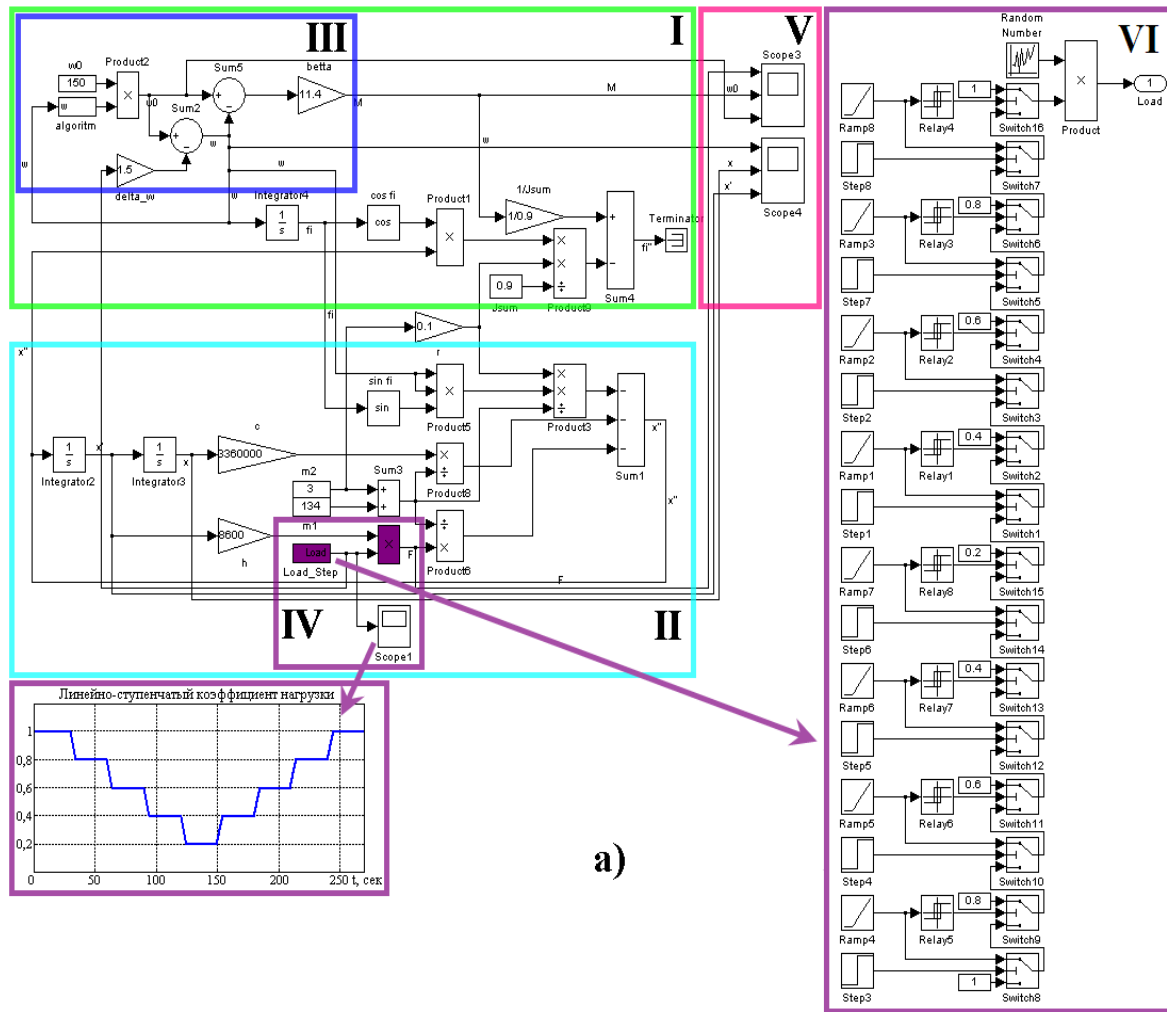 III
I
V
VI
w0
150
Product2
×
w0
w
algoritm
Sum5
+
−
betta
11.4
M
Sum2
+
−
w
1.5
delta_w
w
w
w
M
w0
w
x
x'
Scope3
Scope4
Integrator4
1
s
fi
cos fi
cos
Product1
×
1/Jsum
1/0.9
+
−
Sum4
Terminator
fi''
×
×
÷
Product9
0.9
Jsum
fi
0.1
r
x''
sin fi
sin
×
Product5
×
×
÷
Product3
−
−
−
Sum1
x''
x''
1
s
Integrator2
x'
1
s
Integrator3
x
c
3360000
×
÷
Product8
m2
3
134
m1
Sum3
+
+
8600
h
Load
Load_Step
×
F
÷
×
Product6
F
Scope1
IV
II
Линейно-ступенчатый коэффициент нагрузки
1
0,8
0,6
0,4
0,2
0
50
100
150
200
250 t, сек
а)
Random
Number
×
Product
1
Load
Ramp8
Relay4
1
Switch16
Step8
Switch7
Ramp3
Relay3
0.8
Switch6
Step7
Switch5
Ramp2
Relay2
0.6
Switch4
Step2
Switch3
Ramp1
Relay1
0.4
Switch2
Step1
Switch1
Ramp7
Relay8
0.2
Switch15
Step6
Switch14
Ramp6
Relay7
0.4
Switch13
Step5
Switch12
Ramp5
Relay6
0.6
Switch11
Step4
Switch10
Ramp4
Relay5
0.8
Switch9
Step3
1
Switch8